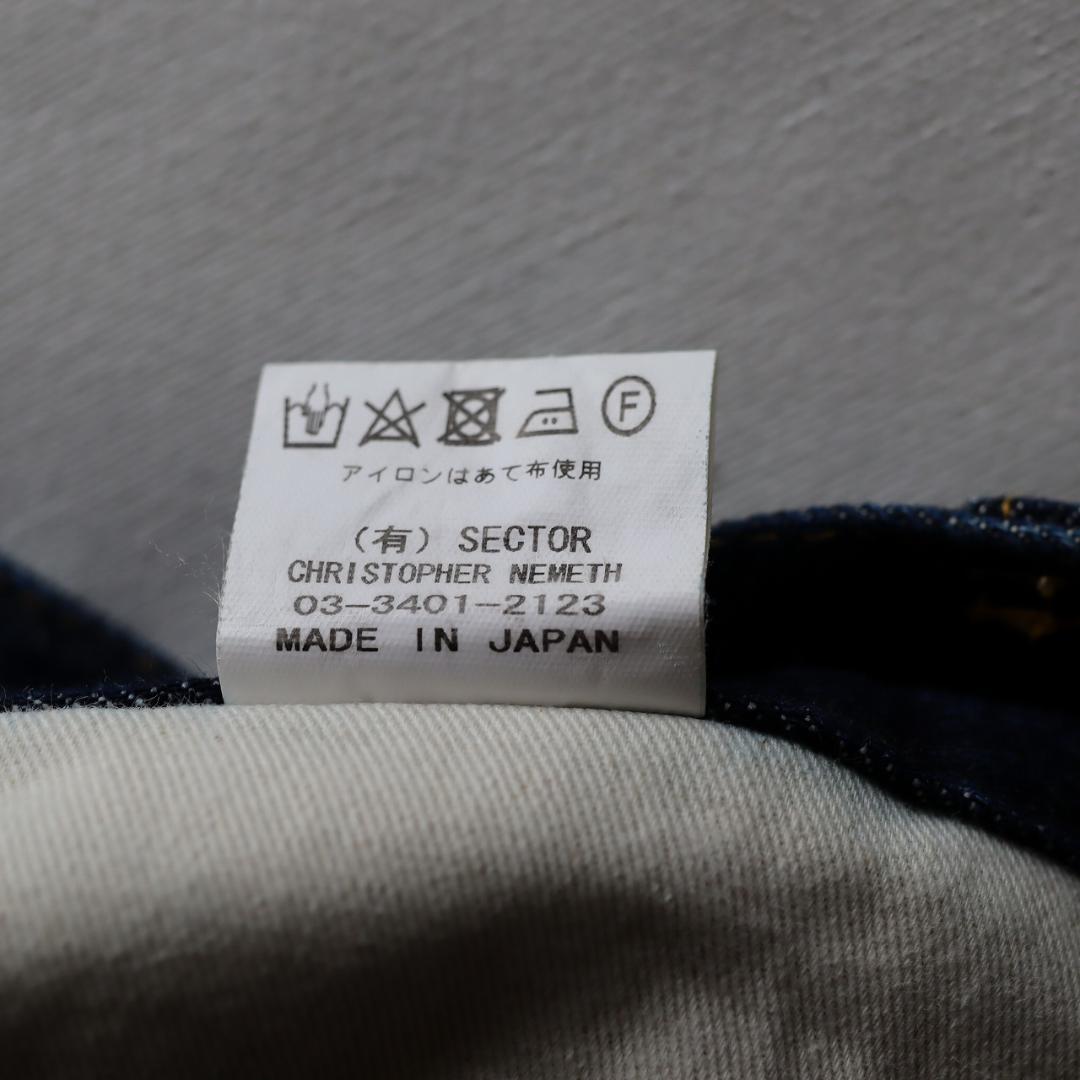 F
アイロンはあて布使用
（有） SECTOR
CHRISTOPHER NEMETH
03-3401-2123
MADE IN JAPAN